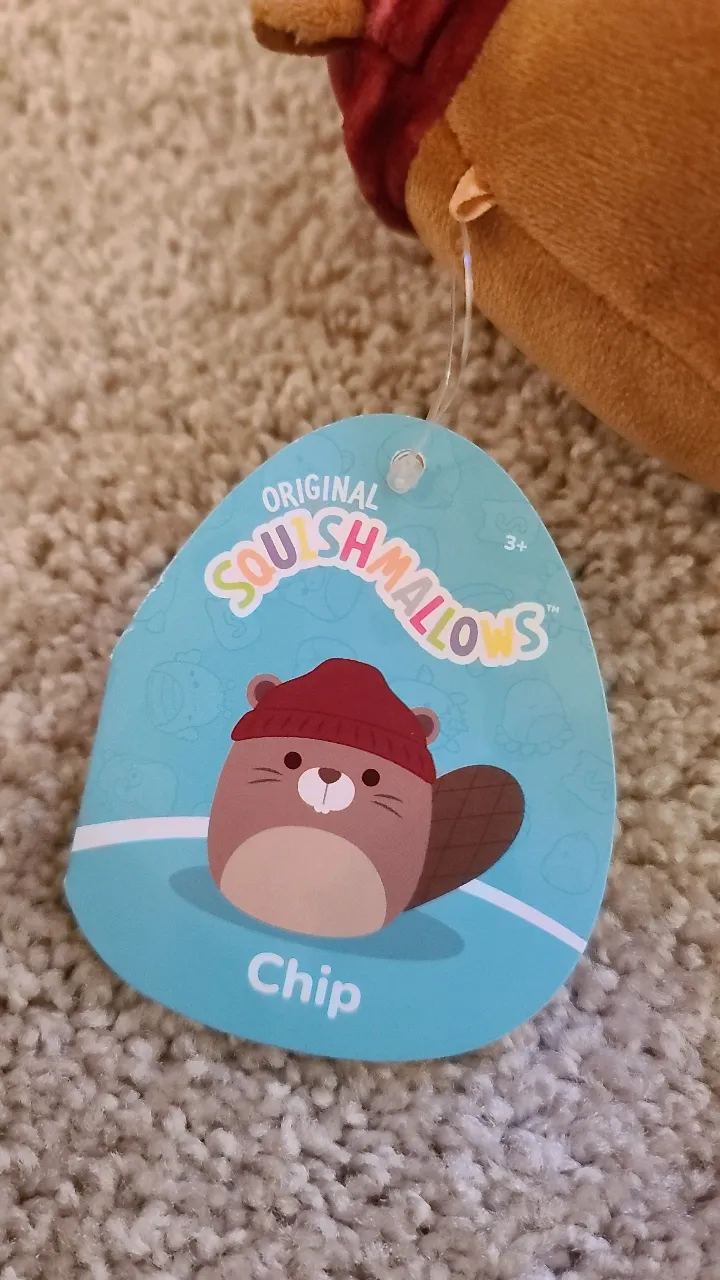 ORIGINAL
SQUISHMALLOWS™
3+
Chip